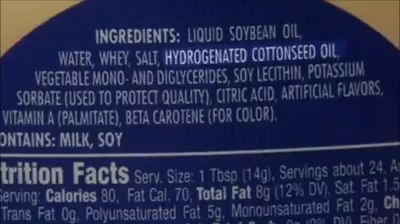 INGREDIENTS: LIQUID SOYBEAN OIL,
WATER, WHEY, SALT, HYDROGENATED COTTONSEED OIL,
VEGETABLE MONO- AND DIGLYCERIDES, SOY LECITHIN, POTASSIUM
SORBATE (USED TO PROTECT QUALITY), CITRIC ACID, ARTIFICIAL FLAVORS,
VITAMIN A (PALMITATE), BETA CAROTENE (FOR COLOR).
CONTAINS: MILK, SOY
trition Facts Serv. Size: 1 Tbsp (14g), Servings about 24, A
Serving: Calories 80, Fat Cal. 70, Total Fat 8g (12% DV), Sat. Fat 1.5
Trans Fat 0g, Polyunsaturated Fat 5g, Monounsaturated Fat 2g, Ch